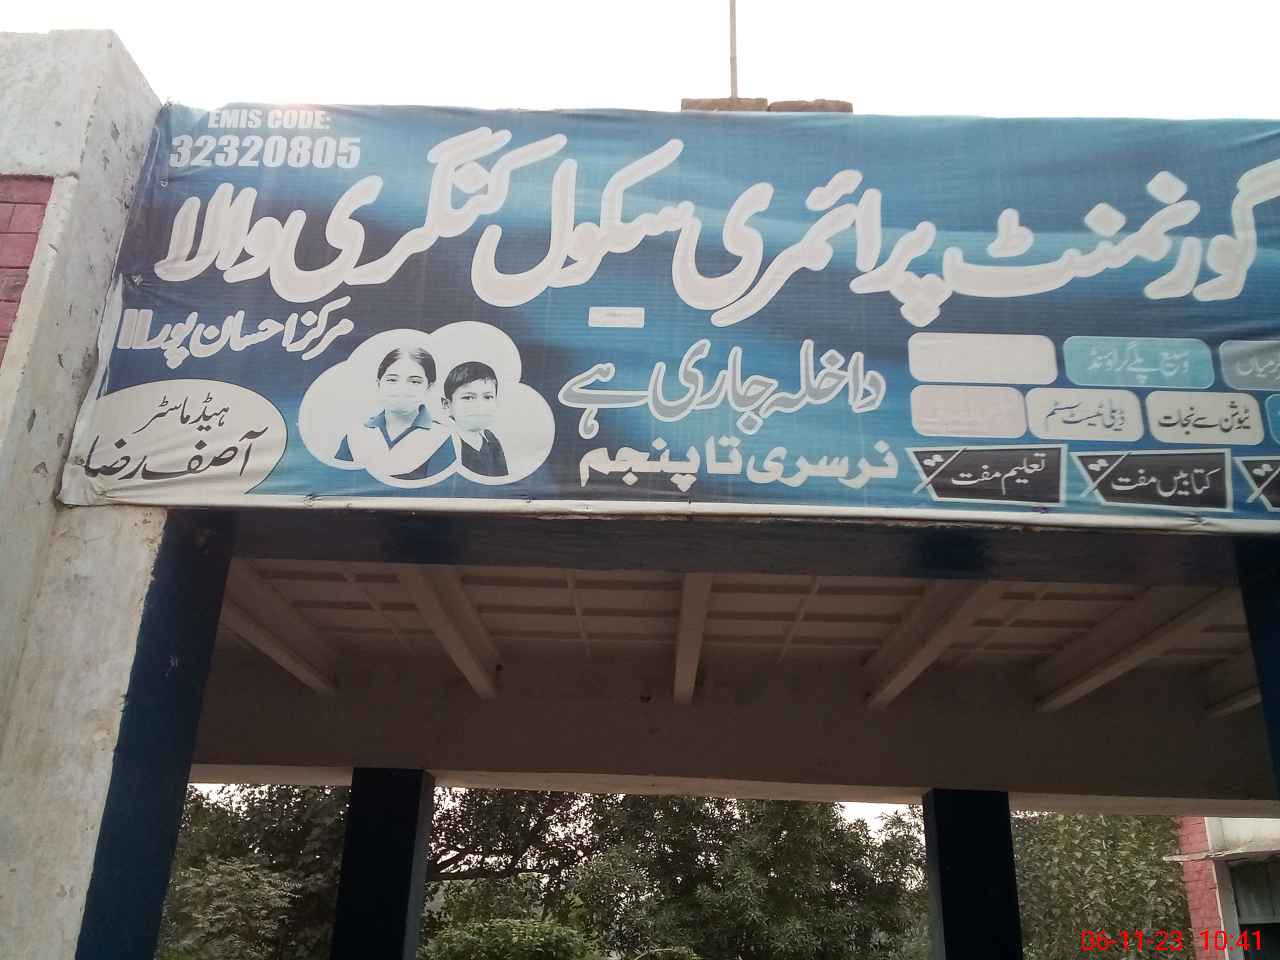 EMIS CODE:
32320805
گورنمنٹ پرائمری سکول کنگری والا
مرکز احسان پور II
ہیڈ ماسٹر
آصف رضا
داخلہ جاری ہے
نرسری تا پنجم
وسیع پلے گراونڈ
ٹیوشن سے نجات
ڈیلی ٹیسٹ سسٹم
تعلیم مفت
کتابیں مفت
06-11-23 10:41